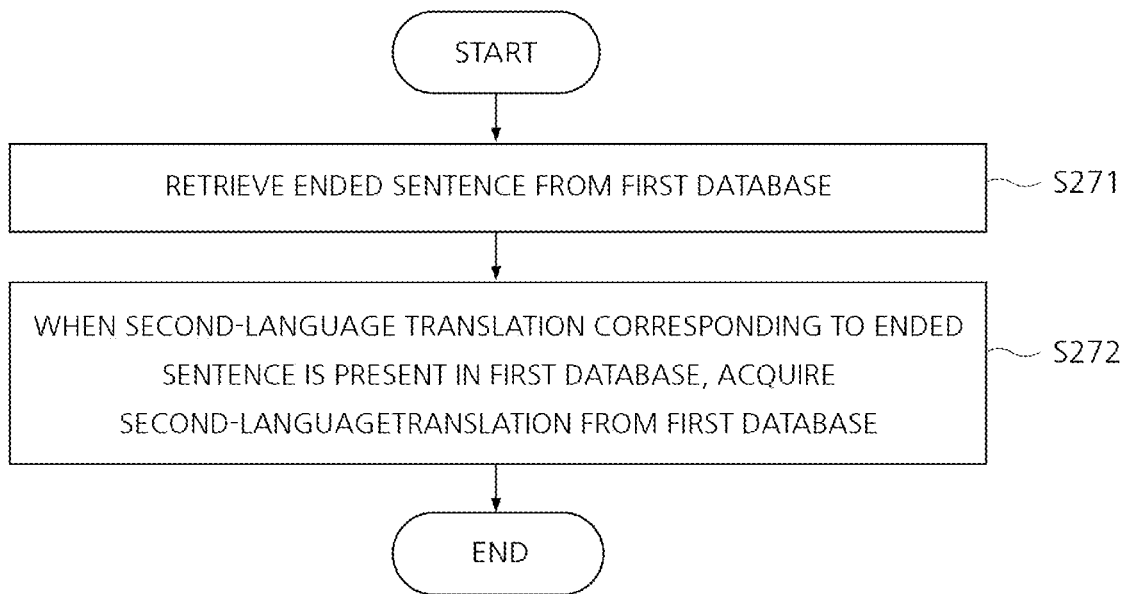 START
RETRIEVE ENDED SENTENCE FROM FIRST DATABASE
S271
WHEN SECOND-LANGUAGE TRANSLATION CORRESPONDING TO ENDED
SENTENCE IS PRESENT IN FIRST DATABASE, ACQUIRE
SECOND-LANGUAGETRANSLATION FROM FIRST DATABASE
S272
END